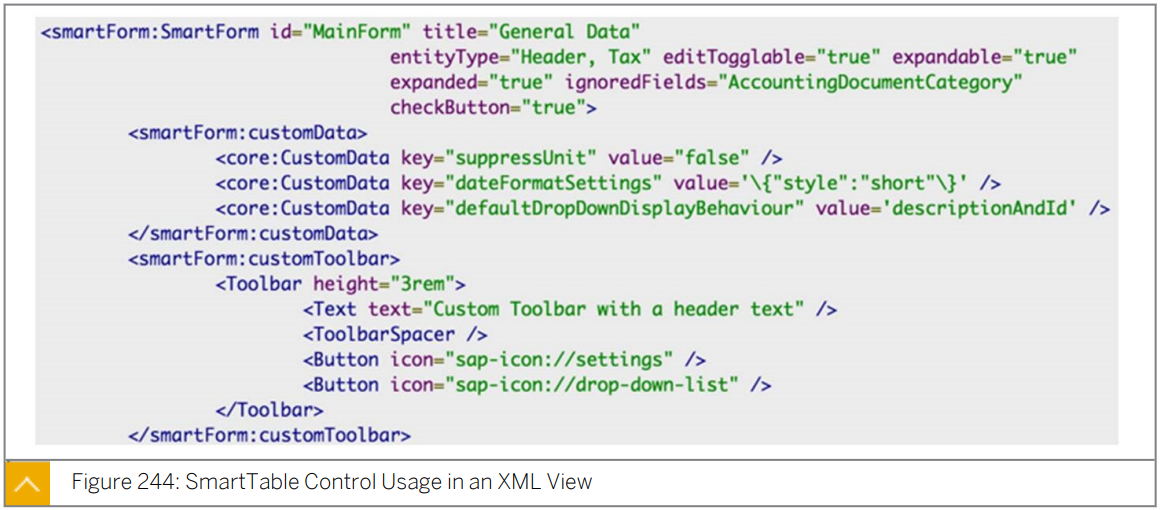 <smartForm:SmartForm id="MainForm" title="General Data"
entityType="Header, Tax" editTogglable="true" expandable="true"
expanded="true" ignoredFields="AccountingDocumentCategory"
checkButton="true">
<smartForm:customData>
<core:CustomData key="suppressUnit" value="false" />
<core:CustomData key="dateFormatSettings" value='\{"style":"short"\}' />
<core:CustomData key="defaultDropDownDisplayBehaviour" value='descriptionAndId' />
</smartForm:customData>
<smartForm:customToolbar>
<Toolbar height="3rem">
<Text text="Custom Toolbar with a header text" />
<ToolbarSpacer />
<Button icon="sap-icon://settings" />
<Button icon="sap-icon://drop-down-list" />
</Toolbar>
</smartForm:customToolbar>
Figure 244: SmartTable Control Usage in an XML View